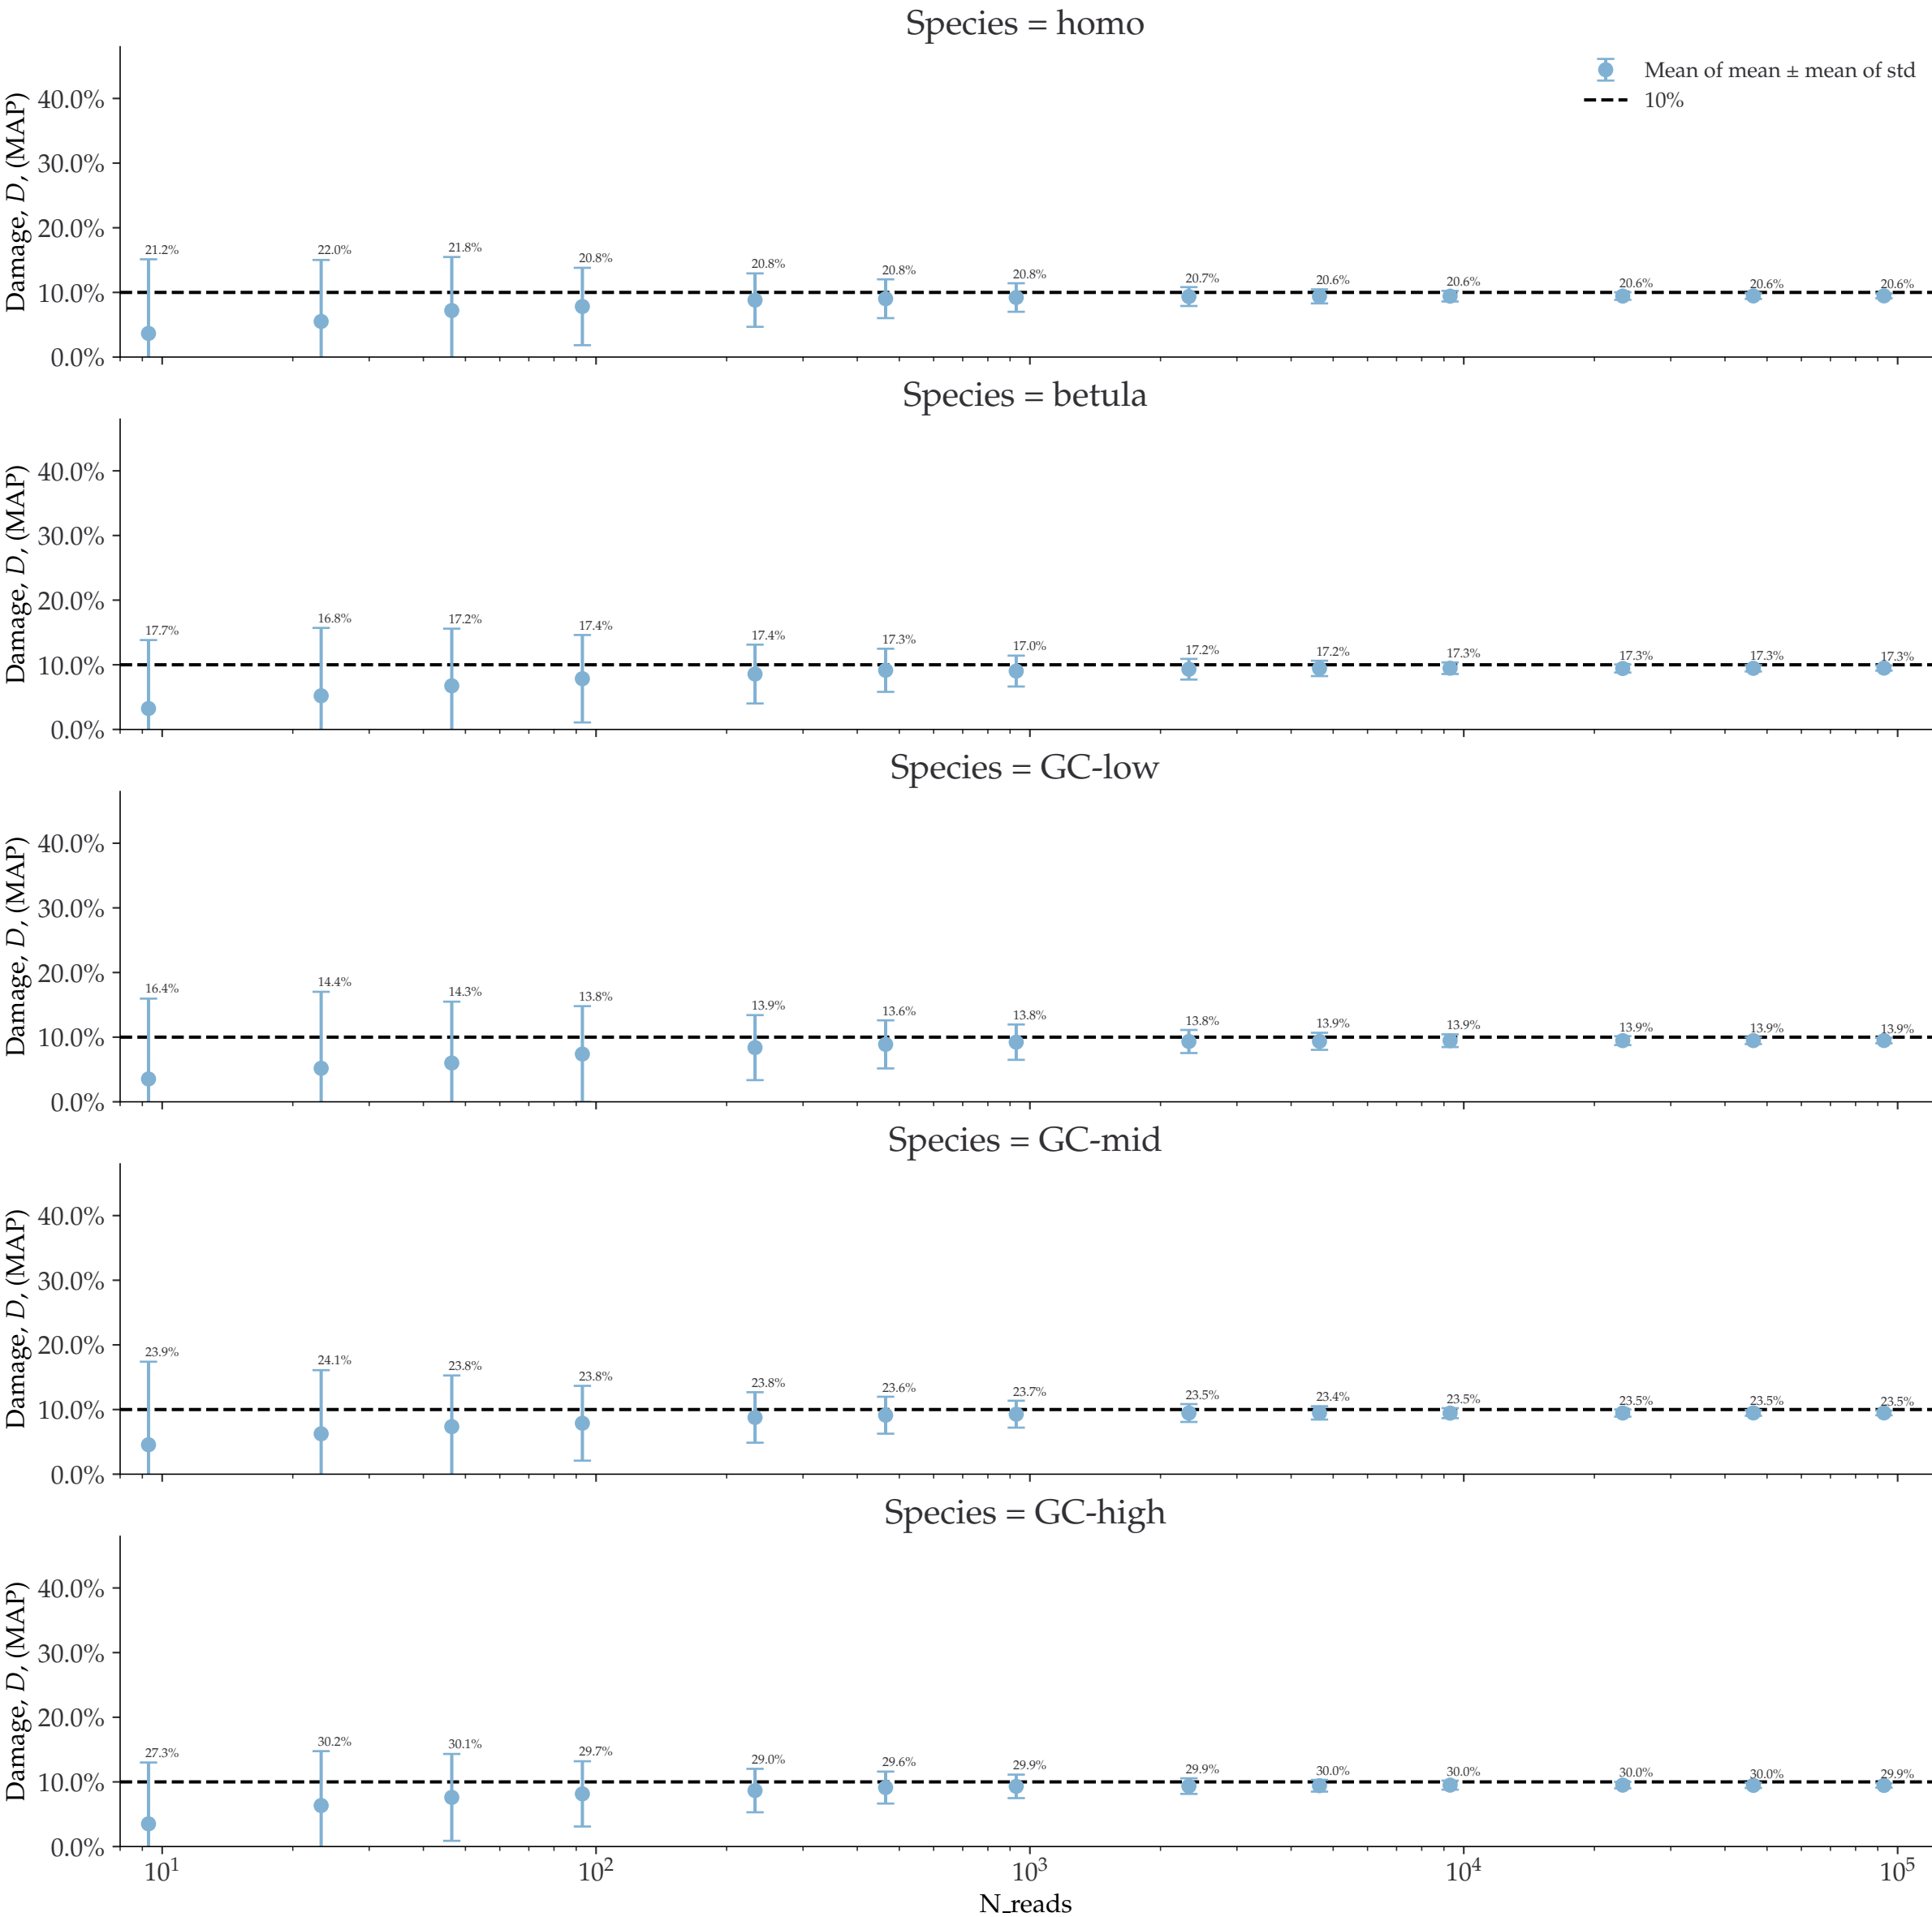 Species = homo
Mean of mean ± mean of std
10%
Damage, D, (MAP)
40.0%
30.0%
20.0%
10.0%
0.0%
21.2% 22.0% 21.8% 20.8% 20.8% 20.8% 20.8% 20.7% 20.6% 20.6% 20.6% 20.6% 20.6%
Species = betula
Damage, D, (MAP)
40.0%
30.0%
20.0%
10.0%
0.0%
17.7% 16.8% 17.2% 17.4% 17.4% 17.3% 17.0% 17.2% 17.2% 17.3% 17.3% 17.3% 17.3%
Species = GC-low
Damage, D, (MAP)
40.0%
30.0%
20.0%
10.0%
0.0%
16.4% 14.4% 14.3% 13.8% 13.9% 13.6% 13.8% 13.8% 13.9% 13.9% 13.9% 13.9% 13.9%
Species = GC-mid
Damage, D, (MAP)
40.0%
30.0%
20.0%
10.0%
0.0%
23.9% 24.1% 23.8% 23.8% 23.8% 23.6% 23.7% 23.5% 23.4% 23.5% 23.5% 23.5% 23.5%
Species = GC-high
Damage, D, (MAP)
40.0%
30.0%
20.0%
10.0%
0.0%
27.3% 30.2% 30.1% 29.7% 29.0% 29.6% 29.9% 29.9% 30.0% 30.0% 30.0% 30.0% 29.9%
10¹ 10² 10³ 10⁴ 10⁵
N_reads